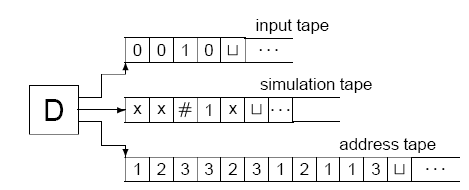 input tape
0 0 1 0 ⊔ ...
simulation tape
D
x x # 1 x ⊔ ...
address tape
1 2 3 3 2 3 1 2 1 1 3 ⊔ ...